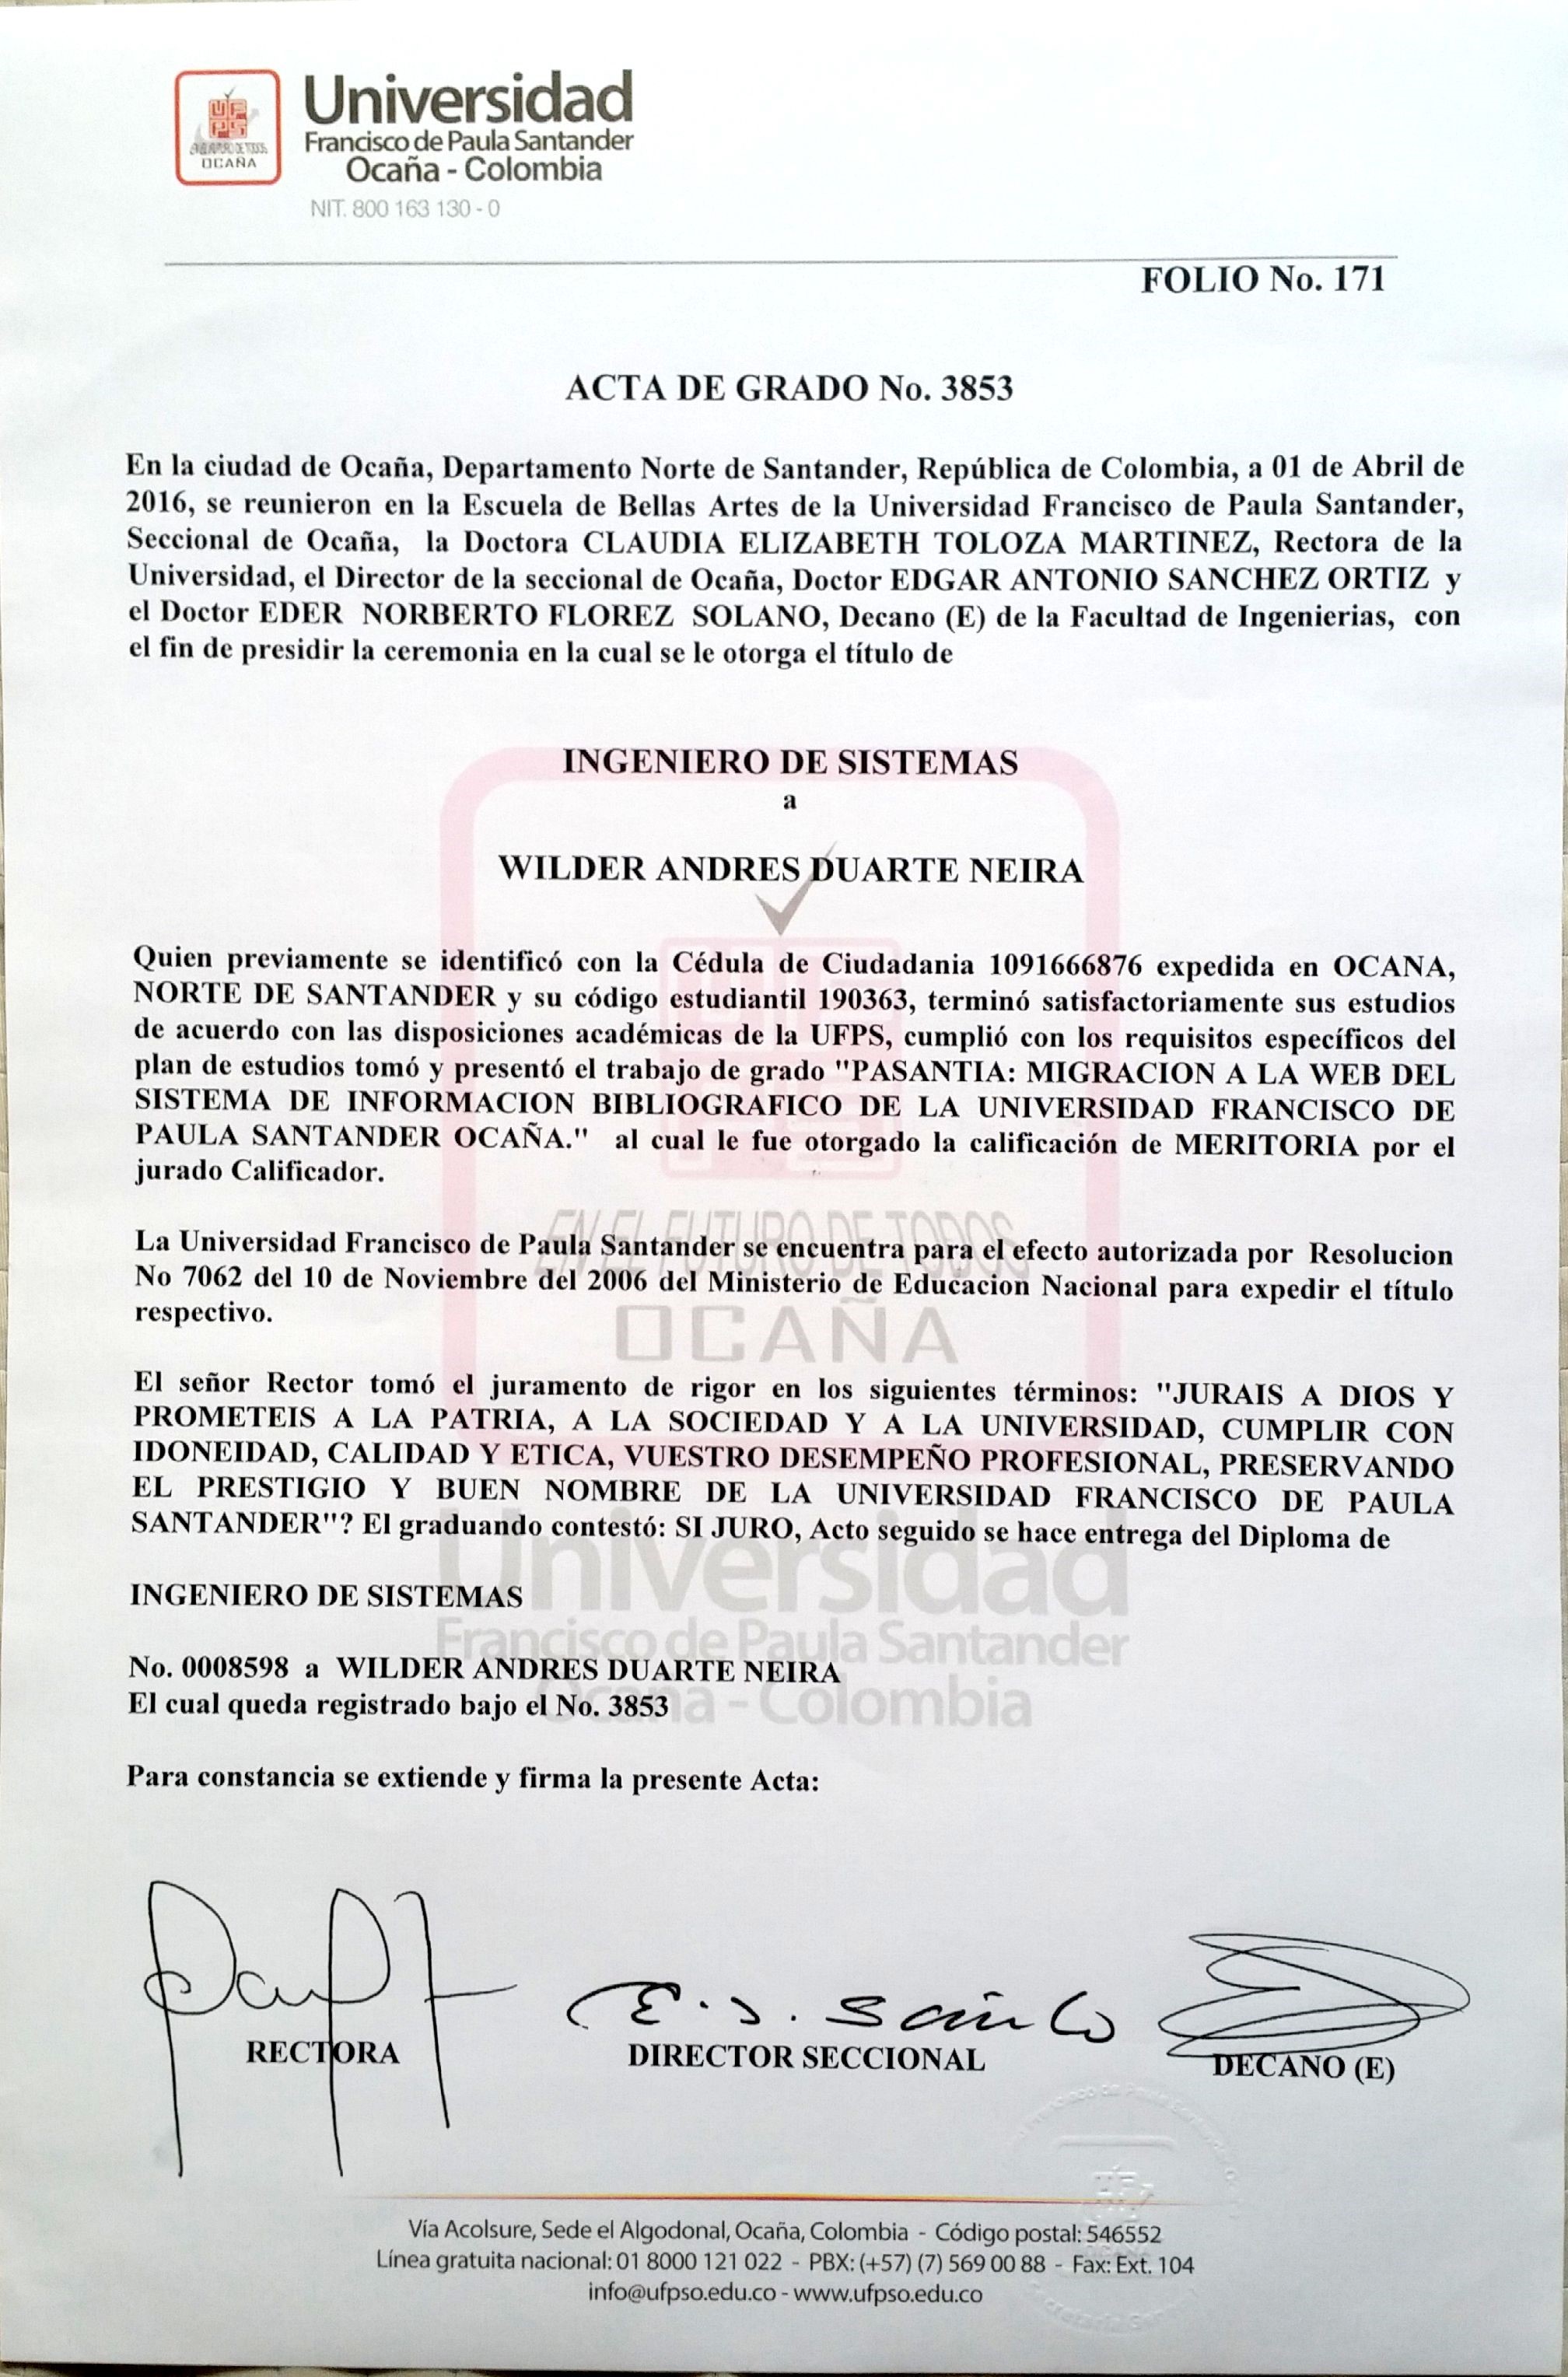 UF
PS
EN EL FUTURO DE TODOS
OCAÑA
Universidad
Francisco de Paula Santander
Ocaña - Colombia
NIT. 800 163 130 - 0
FOLIO No. 171
ACTA DE GRADO No. 3853
En la ciudad de Ocaña, Departamento Norte de Santander, República de Colombia, a 01 de Abril de
2016, se reunieron en la Escuela de Bellas Artes de la Universidad Francisco de Paula Santander,
Seccional de Ocaña, la Doctora CLAUDIA ELIZABETH TOLOZA MARTINEZ, Rectora de la
Universidad, el Director de la seccional de Ocaña, Doctor EDGAR ANTONIO SANCHEZ ORTIZ y
el Doctor EDER NORBERTO FLOREZ SOLANO, Decano (E) de la Facultad de Ingenierias, con
el fin de presidir la ceremonia en la cual se le otorga el título de
INGENIERO DE SISTEMAS
a
WILDER ANDRES DUARTE NEIRA
Quien previamente se identificó con la Cédula de Ciudadania 1091666876 expedida en OCANA,
NORTE DE SANTANDER y su código estudiantil 190363, terminó satisfactoriamente sus estudios
de acuerdo con las disposiciones académicas de la UFPS, cumplió con los requisitos específicos del
plan de estudios tomó y presentó el trabajo de grado "PASANTIA: MIGRACION A LA WEB DEL
SISTEMA DE INFORMACION BIBLIOGRAFICO DE LA UNIVERSIDAD FRANCISCO DE
PAULA SANTANDER OCAÑA." al cual le fue otorgado la calificación de MERITORIA por el
jurado Calificador.
EN EL FUTURO DE TODOS
La Universidad Francisco de Paula Santander se encuentra para el efecto autorizada por Resolucion
No 7062 del 10 de Noviembre del 2006 del Ministerio de Educacion Nacional para expedir el título
respectivo.
OCAÑA
El señor Rector tomó el juramento de rigor en los siguientes términos: "JURAIS A DIOS Y
PROMETEIS A LA PATRIA, A LA SOCIEDAD Y A LA UNIVERSIDAD, CUMPLIR CON
IDONEIDAD, CALIDAD Y ETICA, VUESTRO DESEMPEÑO PROFESIONAL, PRESERVANDO
EL PRESTIGIO Y BUEN NOMBRE DE LA UNIVERSIDAD FRANCISCO DE PAULA
SANTANDER"? El graduando contestó: SI JURO, Acto seguido se hace entrega del Diploma de
Universidad
INGENIERO DE SISTEMAS
Francisco de Paula Santander
No. 0008598 a WILDER ANDRES DUARTE NEIRA
Ocaña - Colombia
El cual queda registrado bajo el No. 3853
Para constancia se extiende y firma la presente Acta:
RECTORA
DIRECTOR SECCIONAL
DECANO (E)
Vía Acolsure, Sede el Algodonal, Ocaña, Colombia - Código postal: 546552
Línea gratuita nacional: 01 8000 121 022 - PBX: (+57) (7) 569 00 88 - Fax: Ext. 104
info@ufpso.edu.co - www.ufpso.edu.co